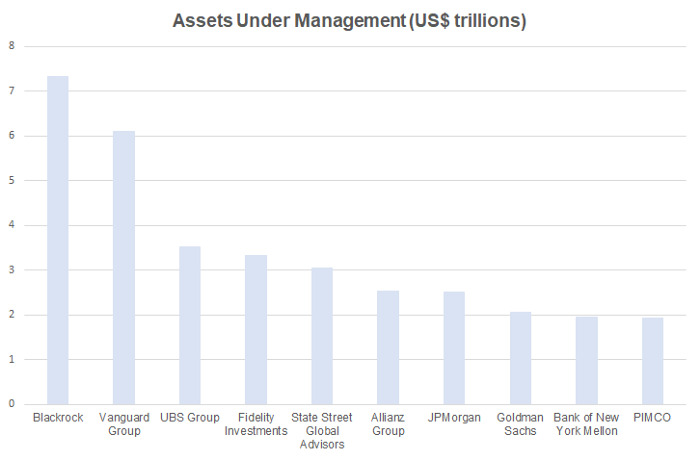 Assets Under Management (US$ trillions)
8
7
6
5
4
3
2
1
0
Blackrock
Vanguard
Group
UBS Group
Fidelity
Investments
State Street
Global
Advisors
Allianz
Group
JPMorgan
Goldman
Sachs
Bank of New
York Mellon
PIMCO